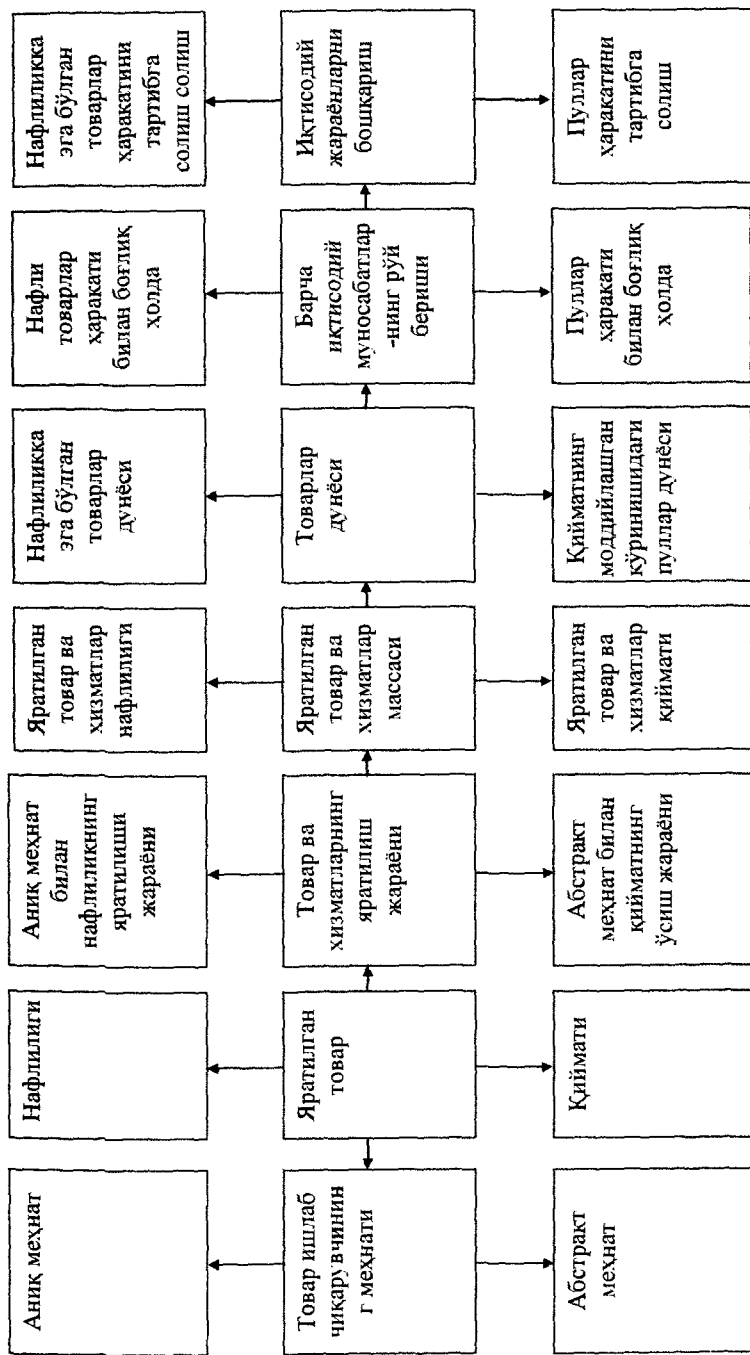 Аниқ меҳнат
Нафлилиги
Аниқ меҳнат
билан
нафлиликнинг
яратилиши
жараёни
Яратилган
товар ва
хизматлар
нафлилиги
Нафлиликка
эга бўлган
товарлар
дунёси
Нафли
товарлар
ҳаракати
билан боғлиқ
ҳолда
Нафлиликка
эга бўлган
товарлар
ҳаракатини
тартибга
солиш солиш
Товар ишлаб
чиқарувчинин
г меҳнати
Яратилган
товар
Товар ва
хизматларнинг
яратилиш
жараёни
Яратилган
товар ва
хизматлар
массаси
Товарлар
дунёси
Барча
иқтисодий
муносабатлар
-нинг рўй
бериши
Иқтисодий
жараёнларни
бошқариш
Абстракт
меҳнат
Қиймати
Абстракт
меҳнат билан
қийматнинг
ўсиш жараёни
Яратилган
товар ва
хизматлар
қиймати
Қийматнинг
моддийлашган
кўринишидаги
пуллар дунёси
Пуллар
ҳаракати
билан боғлиқ
ҳолда
Пуллар
ҳаракатини
тартибга
солиш